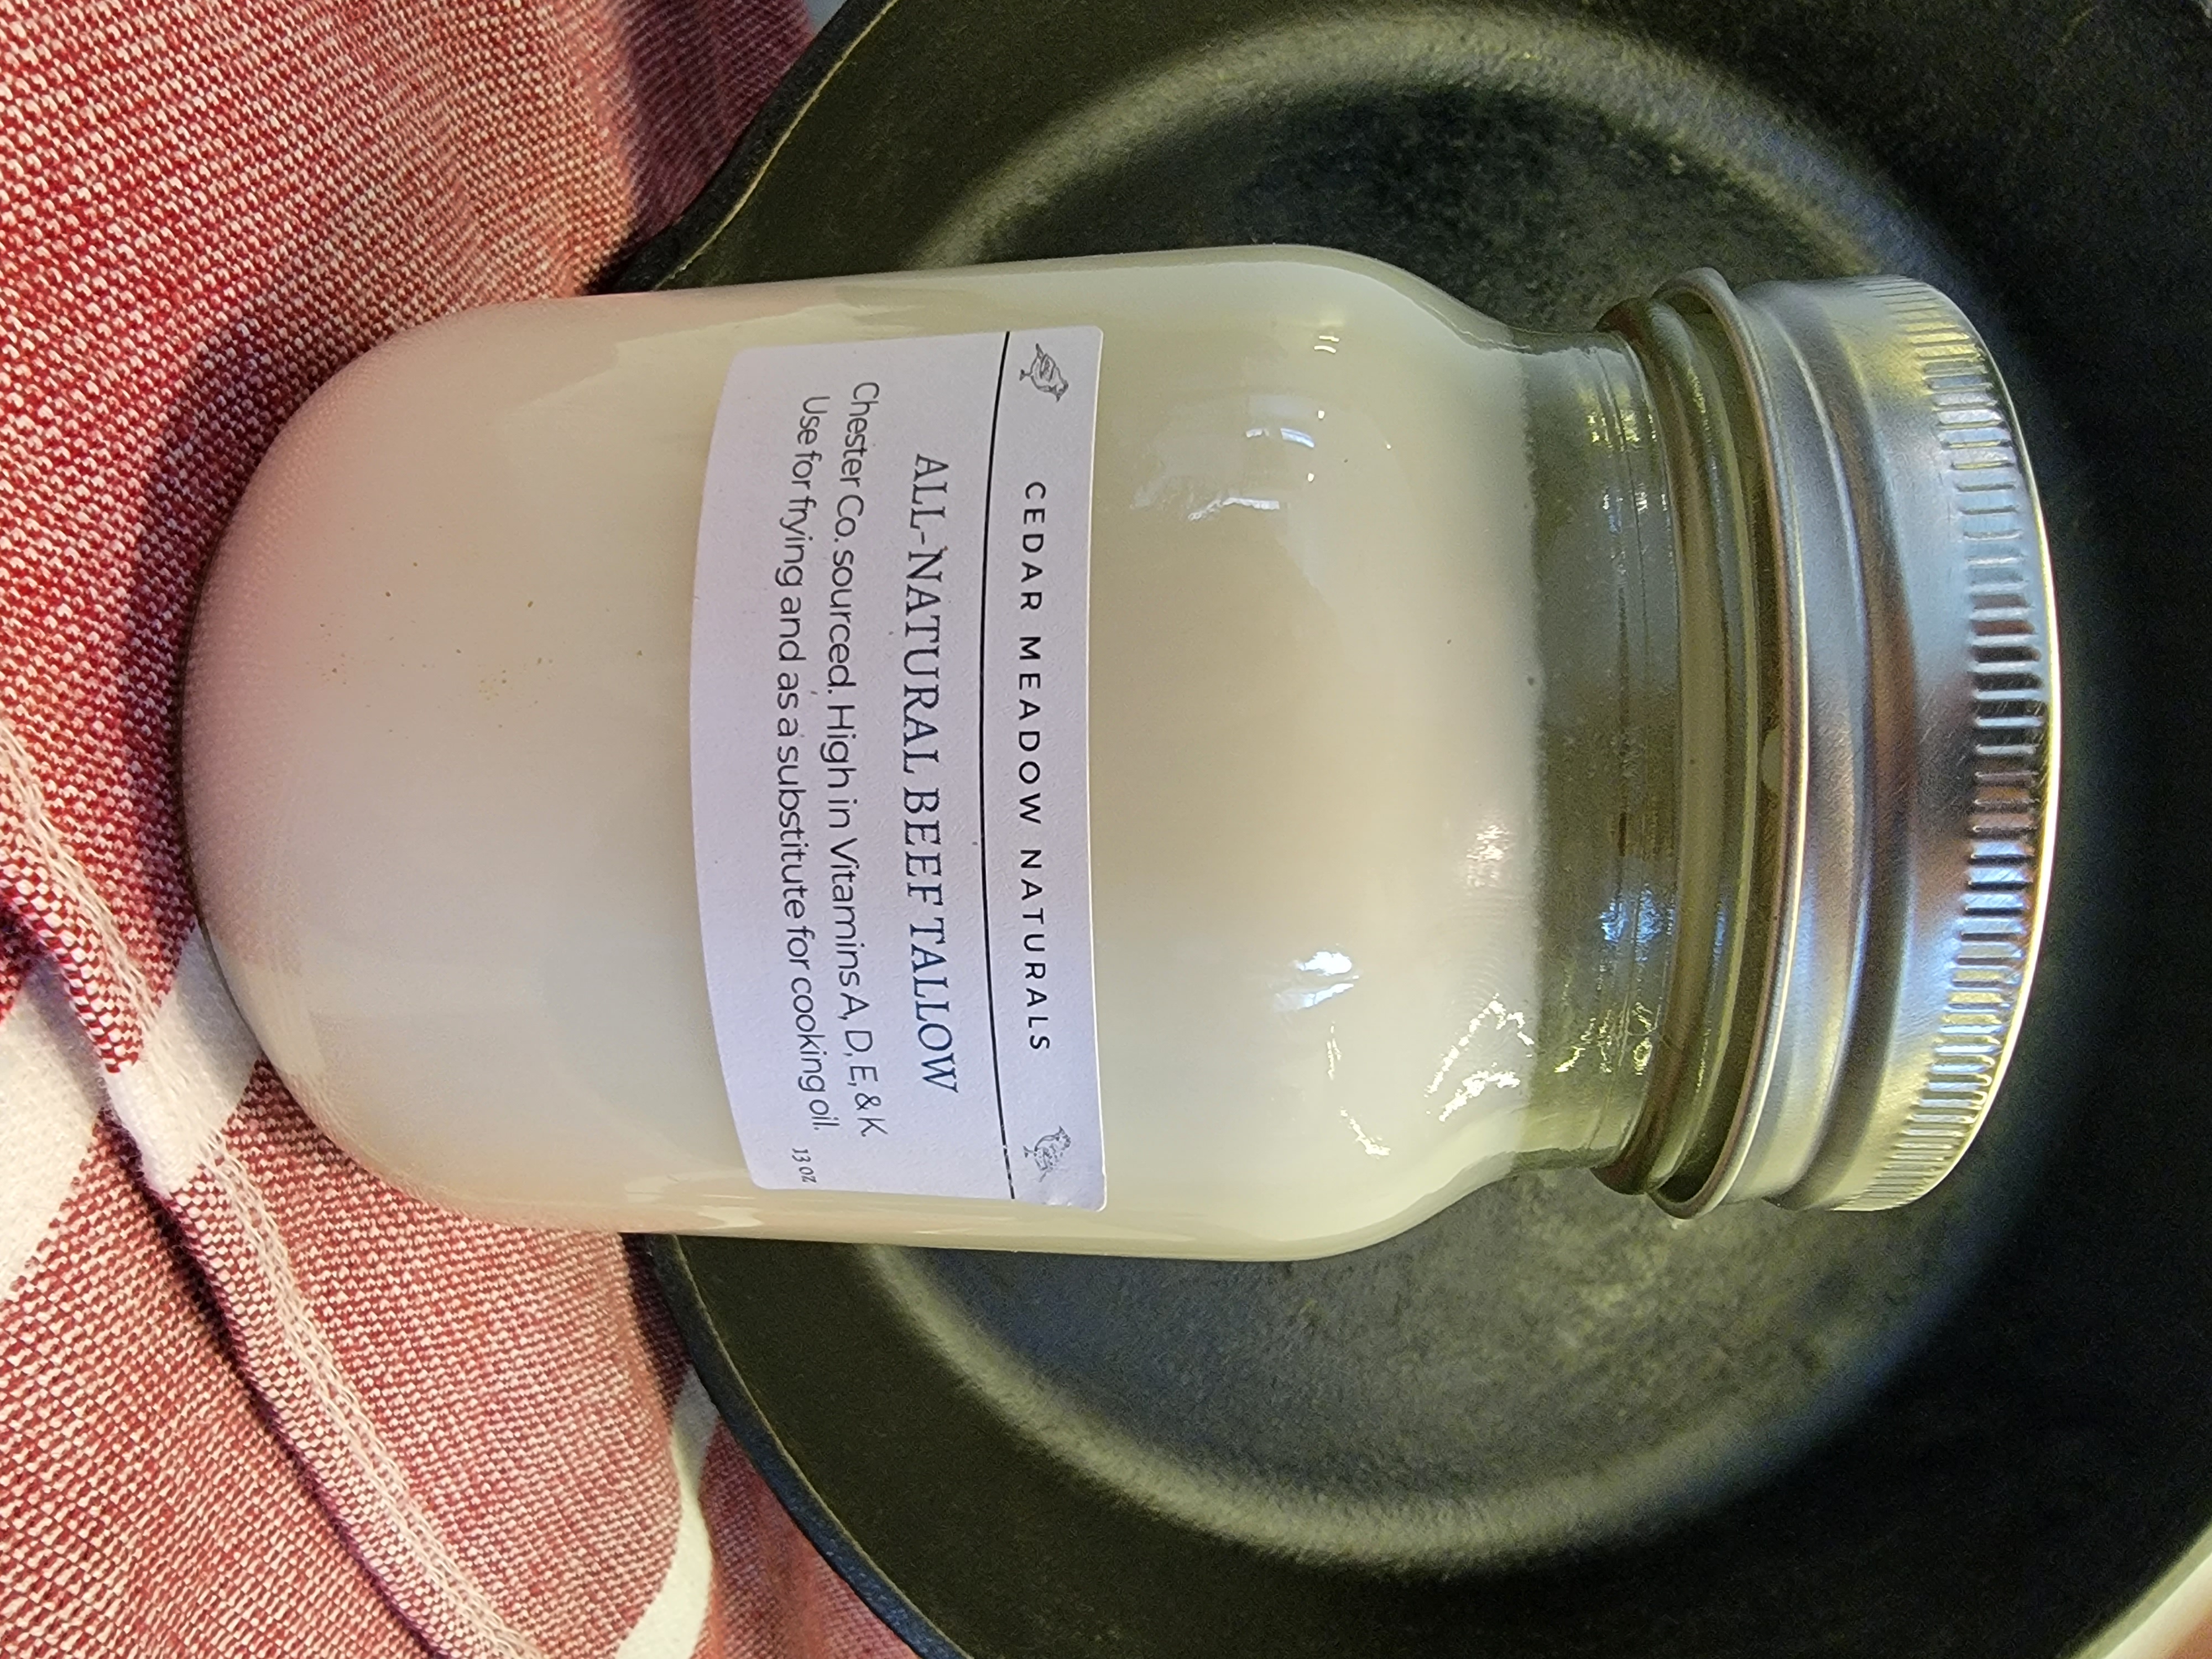 CEDAR MEADOW NATURALS
ALL-NATURAL BEEF TALLOW
Chester Co. sourced. High in Vitamins A, D, E, & K.
Use for frying and as a substitute for cooking oil.
13 oz